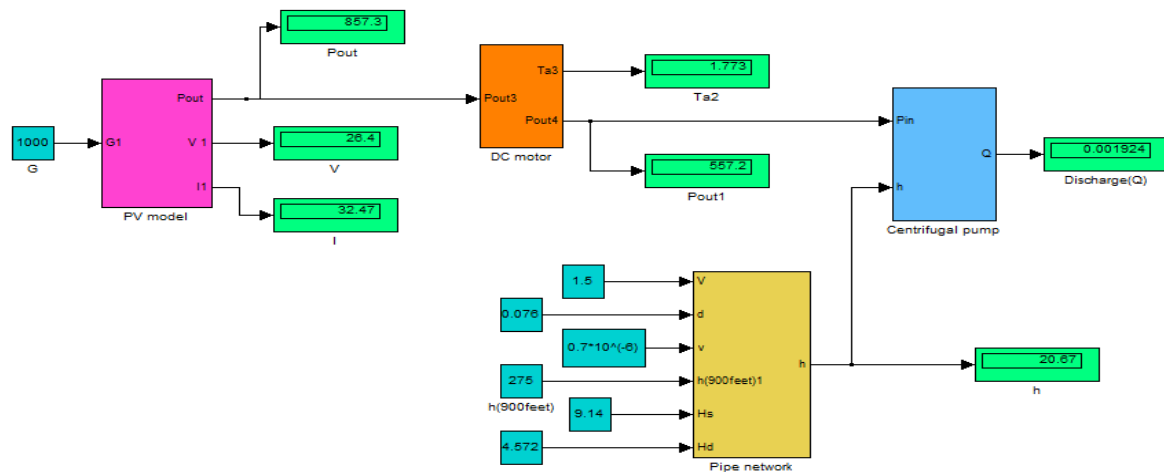 857.3
Pout
Pout
1000
G
G1
V 1
I1
PV model
26.4
V
32.47
I
Pout3
Ta3
Pout4
DC motor
1.773
Ta2
557.2
Pout1
Pin
h
Q
Centrifugal pump
0.001924
Discharge(Q)
1.5
0.076
0.7*10^(-6)
275
h(900feet)
9.14
4.572
V
d
v
h(900feet)1
Hs
Hd
h
Pipe network
20.67
h